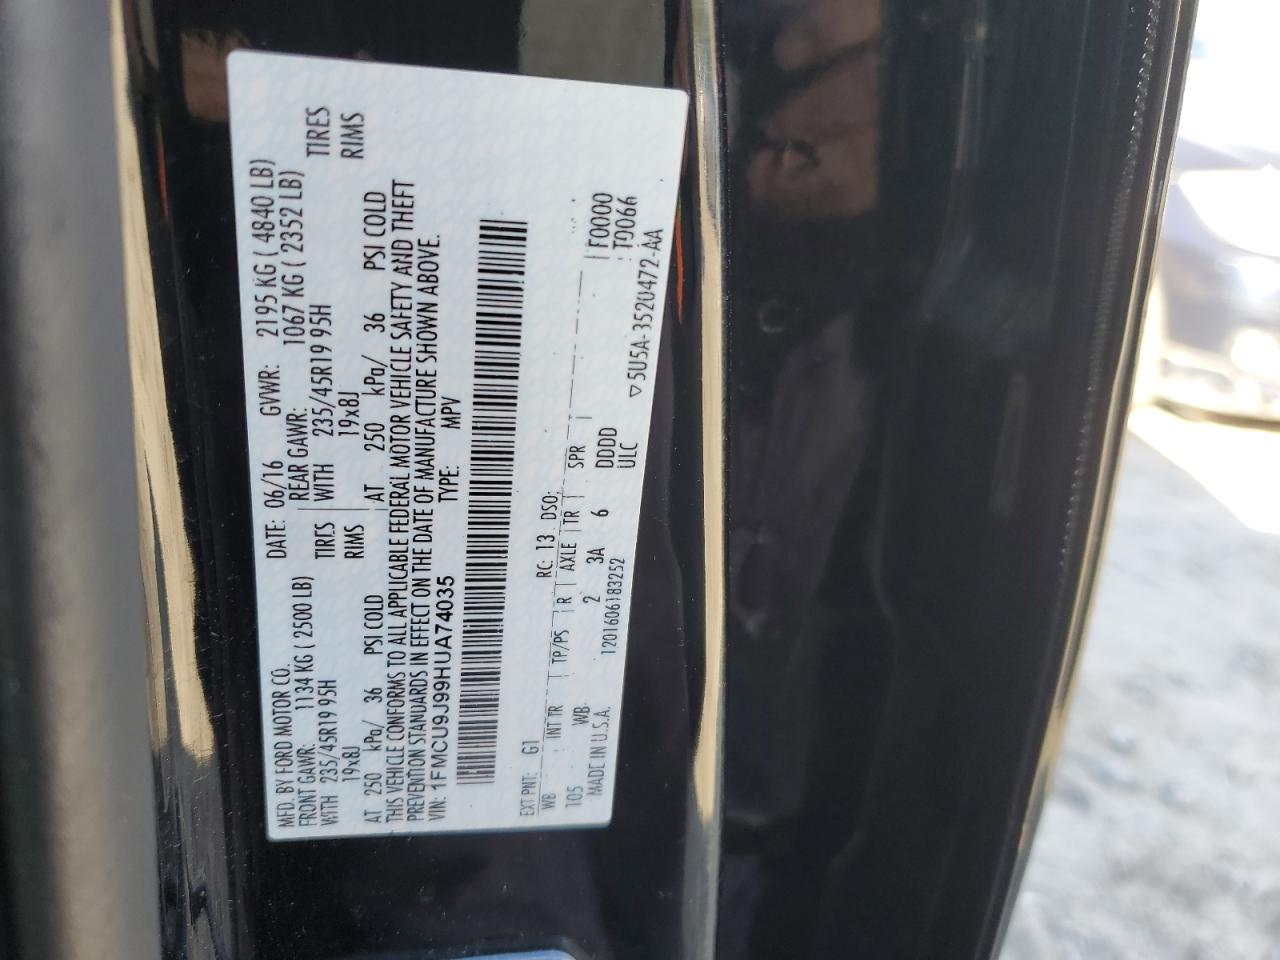 MFD. BY FORD MOTOR CO. DATE: 06/16 GVWR: 2195 KG ( 4840 LB)
FRONT GAWR: 1134 KG ( 2500 LB) REAR GAWR: 1067 KG ( 2352 LB)
WITH 235/45R19 95H TIRES WITH 235/45R19 95H TIRES
19x8J RIMS 19x8J RIMS
AT 250 kPa/ 36 PSI COLD AT 250 kPa/ 36 PSI COLD
THIS VEHICLE CONFORMS TO ALL APPLICABLE FEDERAL MOTOR VEHICLE SAFETY AND THEFT
PREVENTION STANDARDS IN EFFECT ON THE DATE OF MANUFACTURE SHOWN ABOVE.
VIN: 1FMCU9J99HUA74035 TYPE: MPV
EXT PNT: G1 RC: 13 DSO:
WB INT TR TP/PS R AXLE TR SPR F0000
105 WB 2 3A 6 DDDD T0066
MADE IN U.S.A. 1201606183252 ULC 5U5A-3520472-AA